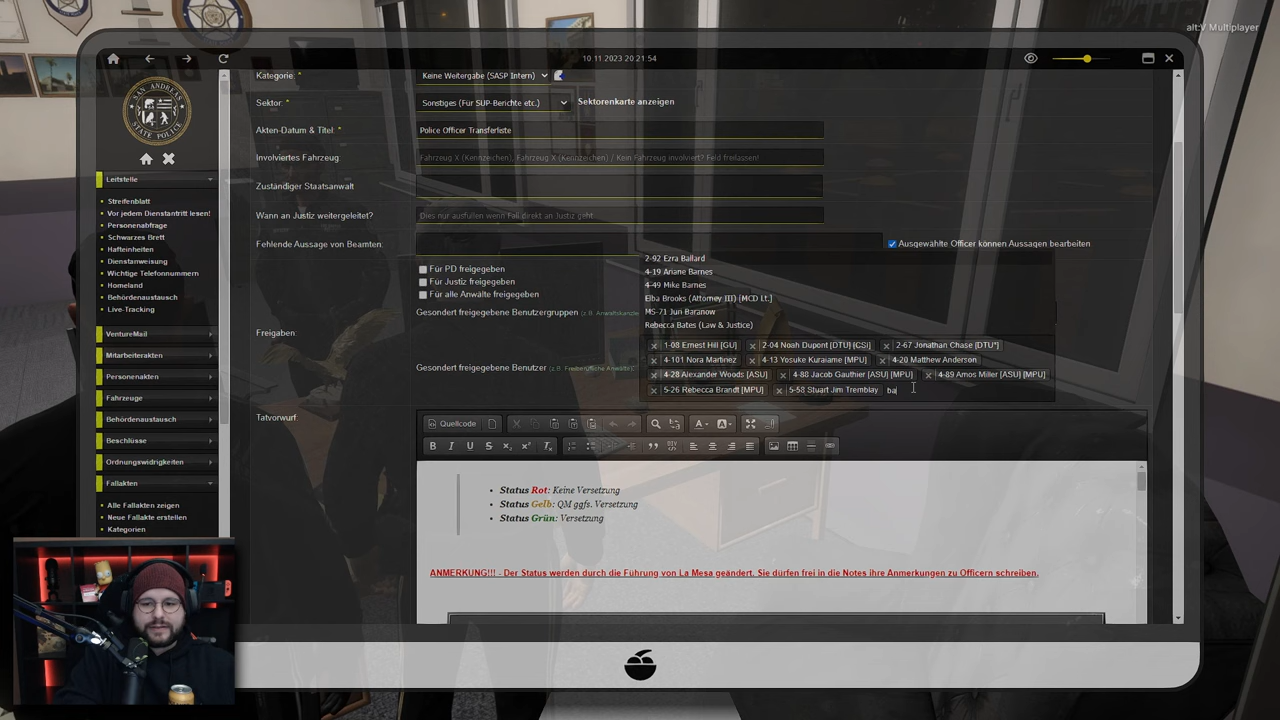 alt:V Multiplayer
10.11.2023 20:21:54
SAN ANDREAS
STATE POLICE
Leitstelle
Streifenblatt
Vor jedem Dienstantritt lesen!
Personenabfrage
Schwarzes Brett
Hafteinheiten
Dienstanweisung
Wichtige Telefonnummern
Homeland
Behördenaustausch
Live-Tracking
VentureMail
Mitarbeiterakten
Personenakten
Fahrzeuge
Behördenaustausch
Beschlüsse
Ordnungswidrigkeiten
Fallakten
Alle Fallakten zeigen
Neue Fallakte erstellen
Kategorien
Kategorie: * Keine Weitergabe (SASP Intern)
Sektor: * Sonstiges (Für SUP-Berichte etc.) Sektorenkarte anzeigen
Akten-Datum & Titel: * Police Officer Transferliste
Involviertes Fahrzeug Fahrzeug X (Kennzeichen), Fahrzeug X (Kennzeichen) / Kein Fahrzeug involviert? Feld freilassen!
Zuständiger Staatsanwalt
Wann an Justiz weitergeleitet? Dies nur ausfüllen wenn Fall direkt an Justiz geht
Fehlende Aussage von Beamten: Ausgewählte Officer können Aussagen bearbeiten
2-92 Ezra Ballard
4-19 Ariane Barnes
4-49 Mike Barnes
Elba Brooks (Attorney III) [MCD Lt.]
MS-71 Juri Baranow
Rebecca Bates (Law & Justice)
Freigaben:
Für PD freigegeben
Für Justiz freigegeben
Für alle Anwälte freigegeben
Gesondert freigegebene Benutzergruppen (z.B. Anwaltskanzle
Gesondert freigegebene Benutzer (z.B. Freiberufliche Anwälte):
1-08 Ernest Hill [GU] 2-04 Noah Dupont [DTU] [CSI] 2-67 Jonathan Chase [DTU*]
4-101 Nora Martinez 4-13 Yosuke Kuraiame [MPU] 4-20 Matthew Anderson
4-28 Alexander Woods [ASU] 4-88 Jacob Gauthier [ASU] [MPU] 4-89 Amos Miller [ASU] [MPU]
5-26 Rebecca Brandt [MPU] 5-58 Stuart Jim Tremblay ba
Tatvorwurf:
Quellcode
Status Rot: Keine Versetzung
Status Gelb: QM ggfs. Versetzung
Status Grün: Versetzung
ANMERKUNG!!! - Der Status werden durch die Führung von La Mesa geändert. Sie dürfen frei in die Notes ihre Anmerkungen zu Officern schreiben.